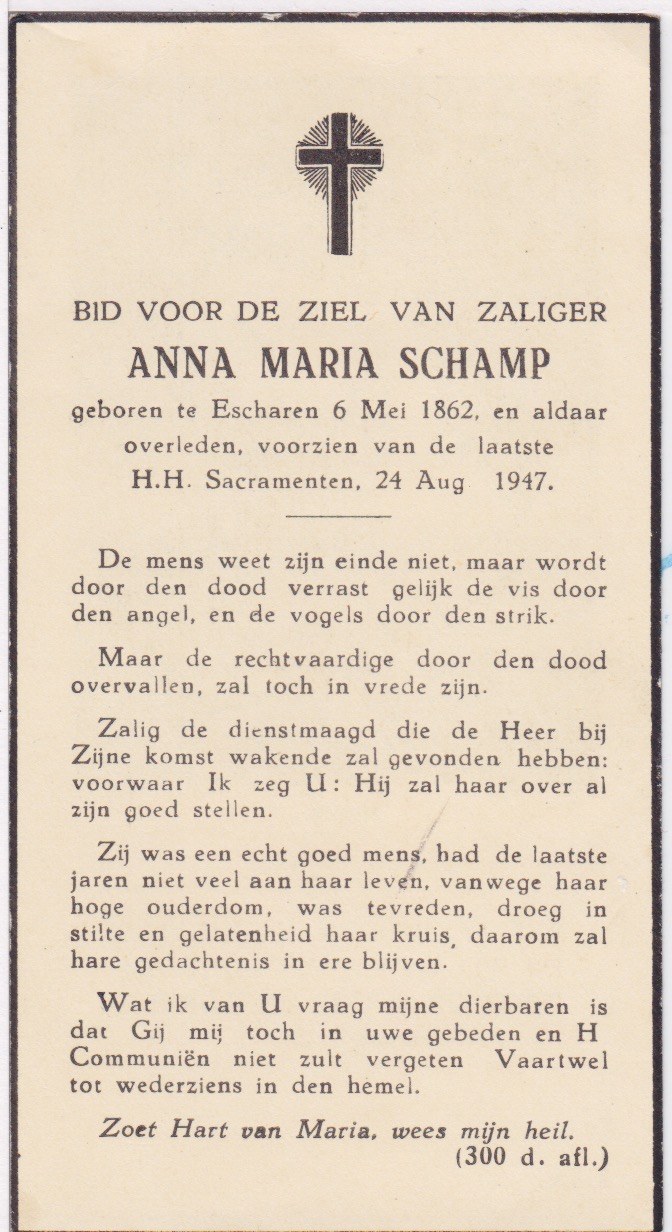 BID VOOR DE ZIEL VAN ZALIGER
ANNA MARIA SCHAMP
geboren te Escharen 6 Mei 1862, en aldaar
overleden, voorzien van de laatste
H.H. Sacramenten, 24 Aug 1947.
De mens weet zijn einde niet, maar wordt
door den dood verrast gelijk de vis door
den angel, en de vogels door den strik.
Maar de rechtvaardige door den dood
overvallen, zal toch in vrede zijn.
Zalig de dienstmaagd die de Heer bij
Zijne komst wakende zal gevonden hebben:
voorwaar Ik zeg U: Hij zal haar over al
zijn goed stellen.
Zij was een echt goed mens, had de laatste
jaren niet veel aan haar leven, vanwege haar
hoge ouderdom, was tevreden, droeg in
stilte en gelatenheid haar kruis, daarom zal
hare gedachtenis in ere blijven.
Wat ik van U vraag mijne dierbaren is
dat Gij mij toch in uwe gebeden en H
Communiën niet zult vergeten Vaartwel
tot wederziens in den hemel.
Zoet Hart van Maria, wees mijn heil.
(300 d. afl.)